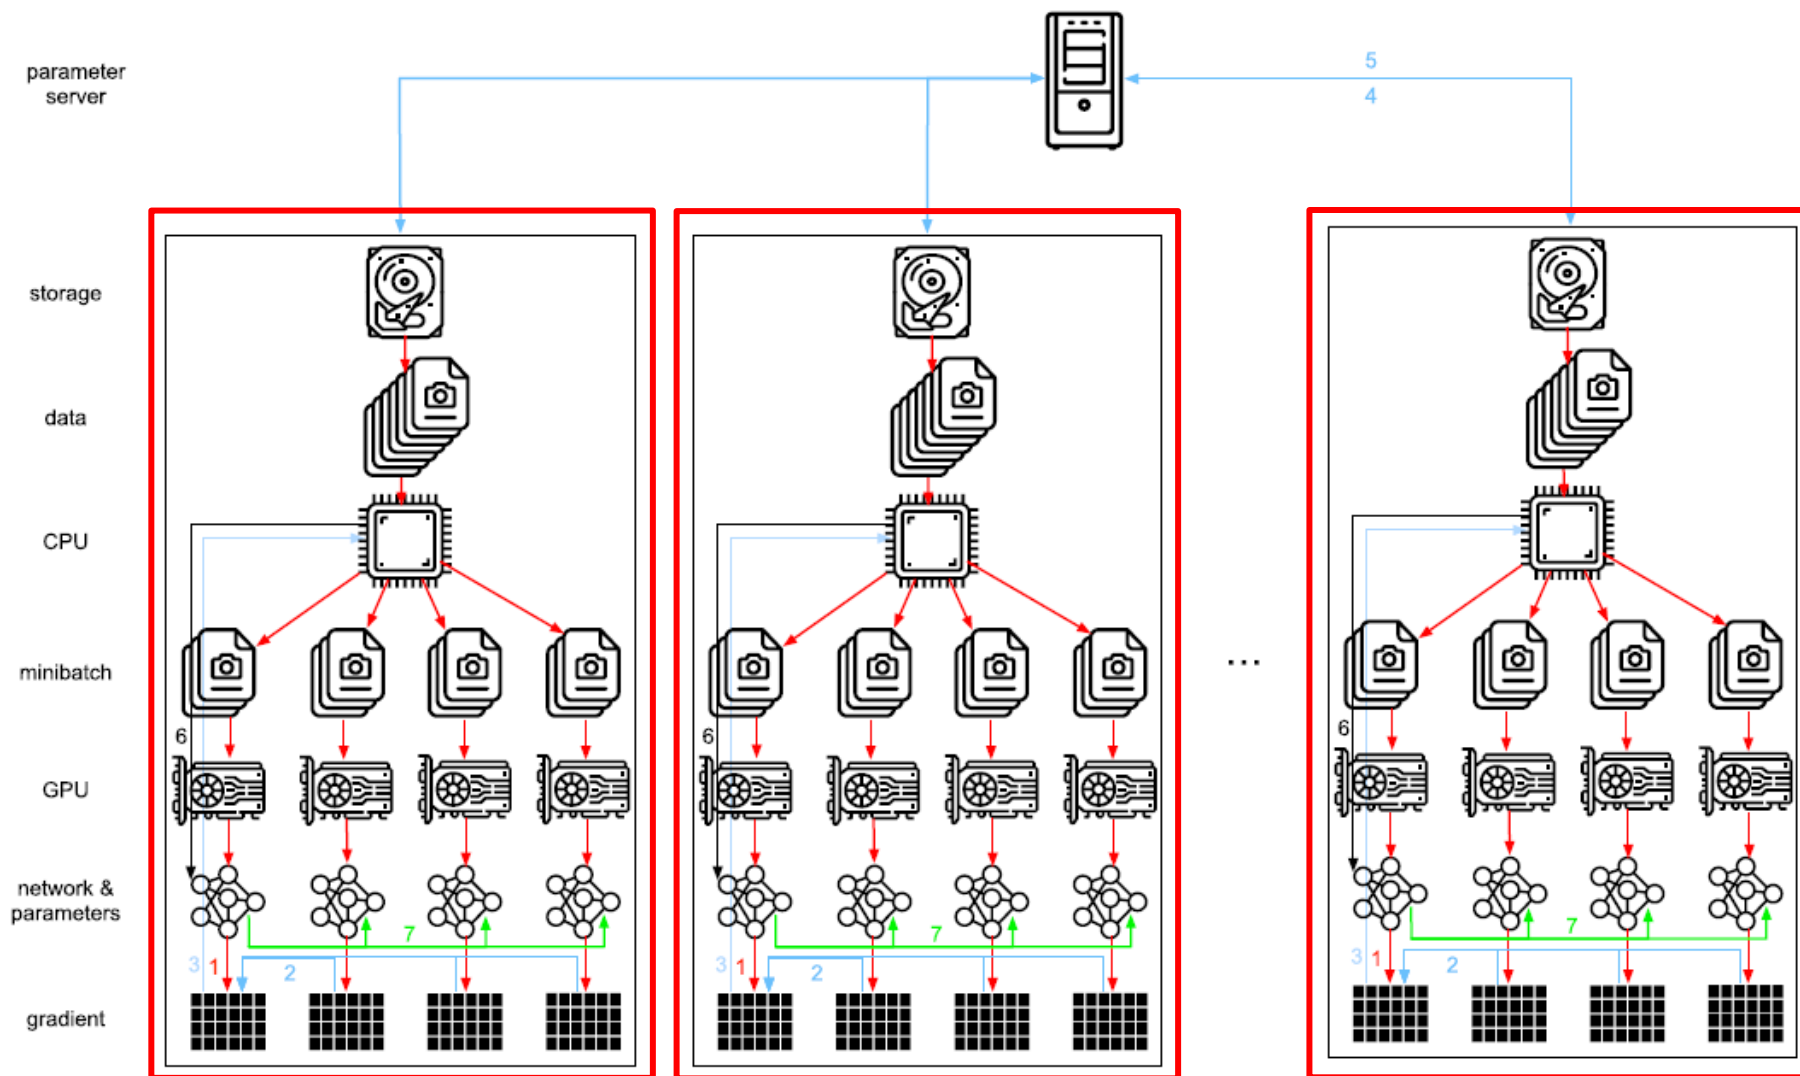 parameter
server
5
4
storage
data
CPU
minibatch
...
6
6
6
GPU
network &
parameters
7
7
7
3 1 2
3 1 2
3 1 2
gradient